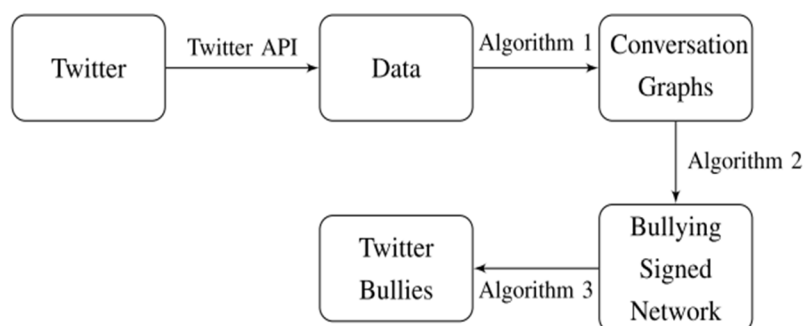 Twitter
Twitter API
Data
Algorithm 1
Conversation
Graphs
Algorithm 2
Bullying
Signed
Network
Algorithm 3
Twitter
Bullies